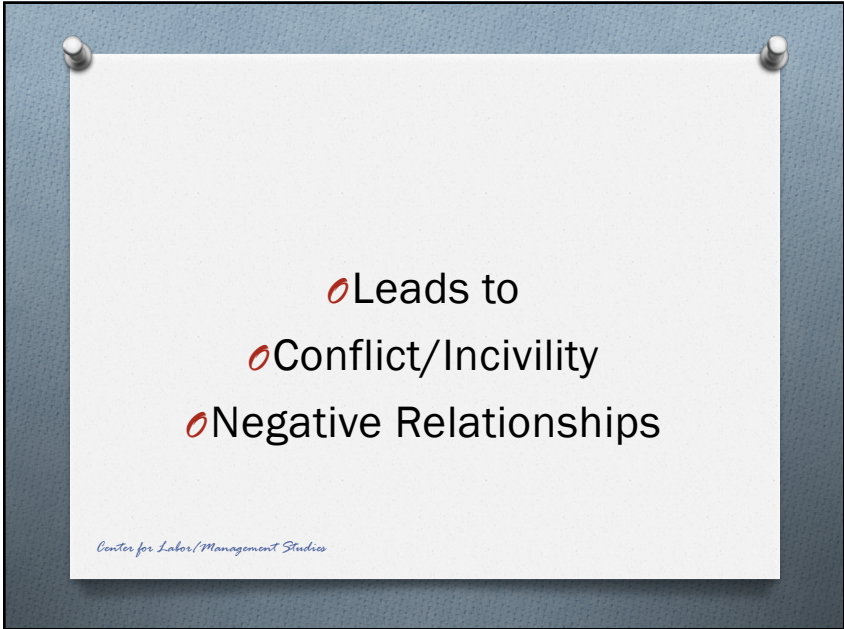 Leads to
Conflict/Incivility
Negative Relationships
Center for Labor/Management Studies